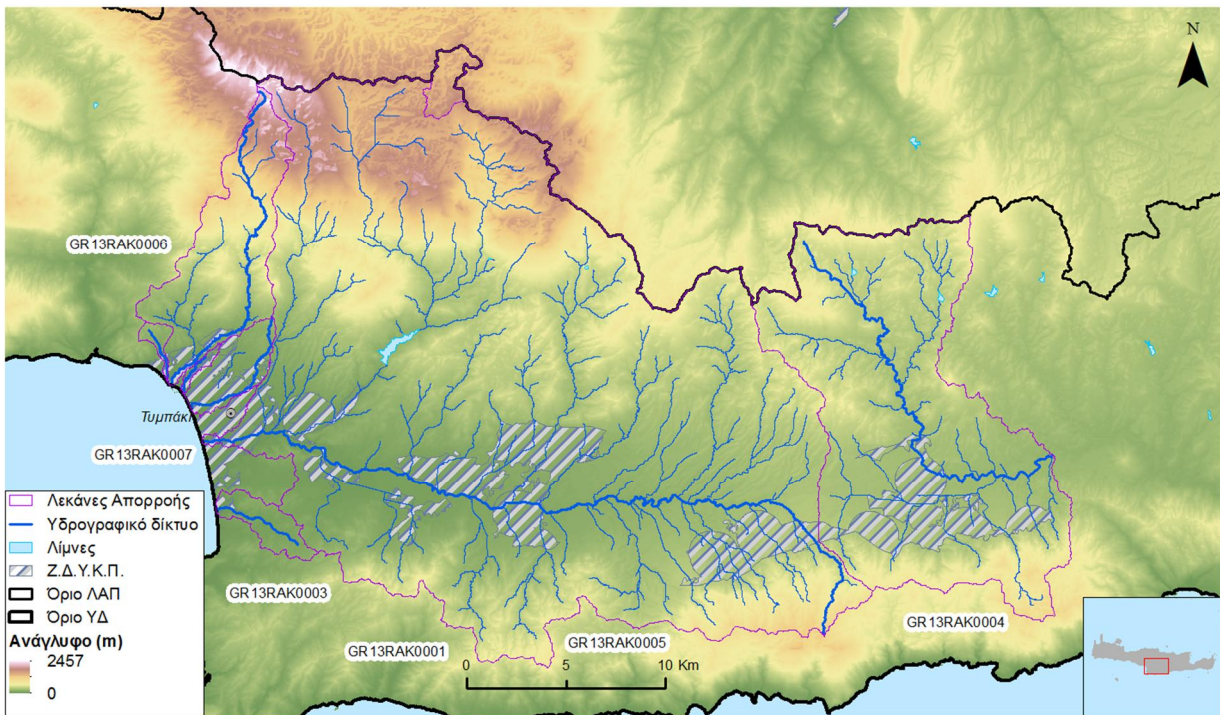 N
GR13RAK0006
Τυμπάκι
GR13RAK0007
Λεκάνες Απορροής
Υδρογραφικό δίκτυο
Λίμνες
Ζ.Δ.Υ.Κ.Π.
Όριο ΛΑΠ
Όριο ΥΔ
Ανάγλυφο (m)
2457
0
GR13RAK0003
GR13RAK0001
GR13RAK0005
GR13RAK0004
0 5 10 Km